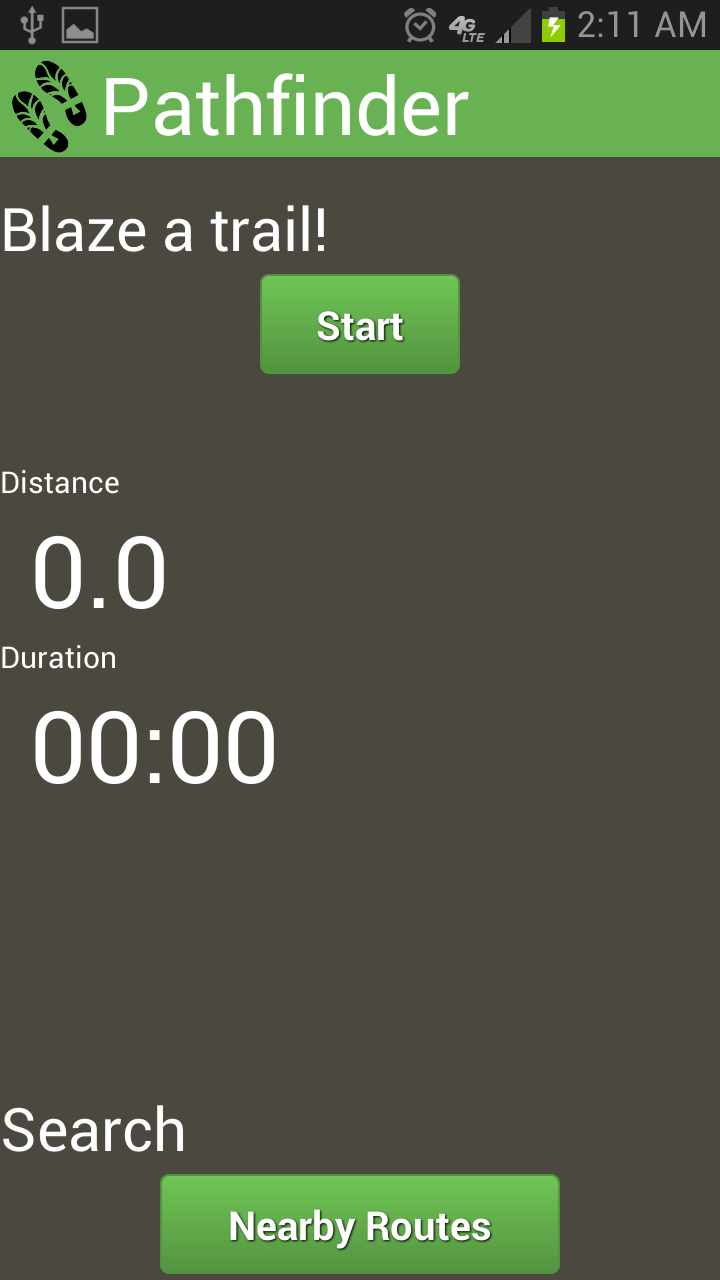 4G LTE 2:11 AM
Pathfinder
Blaze a trail!
Start
Distance
0.0
Duration
00:00
Search
Nearby Routes